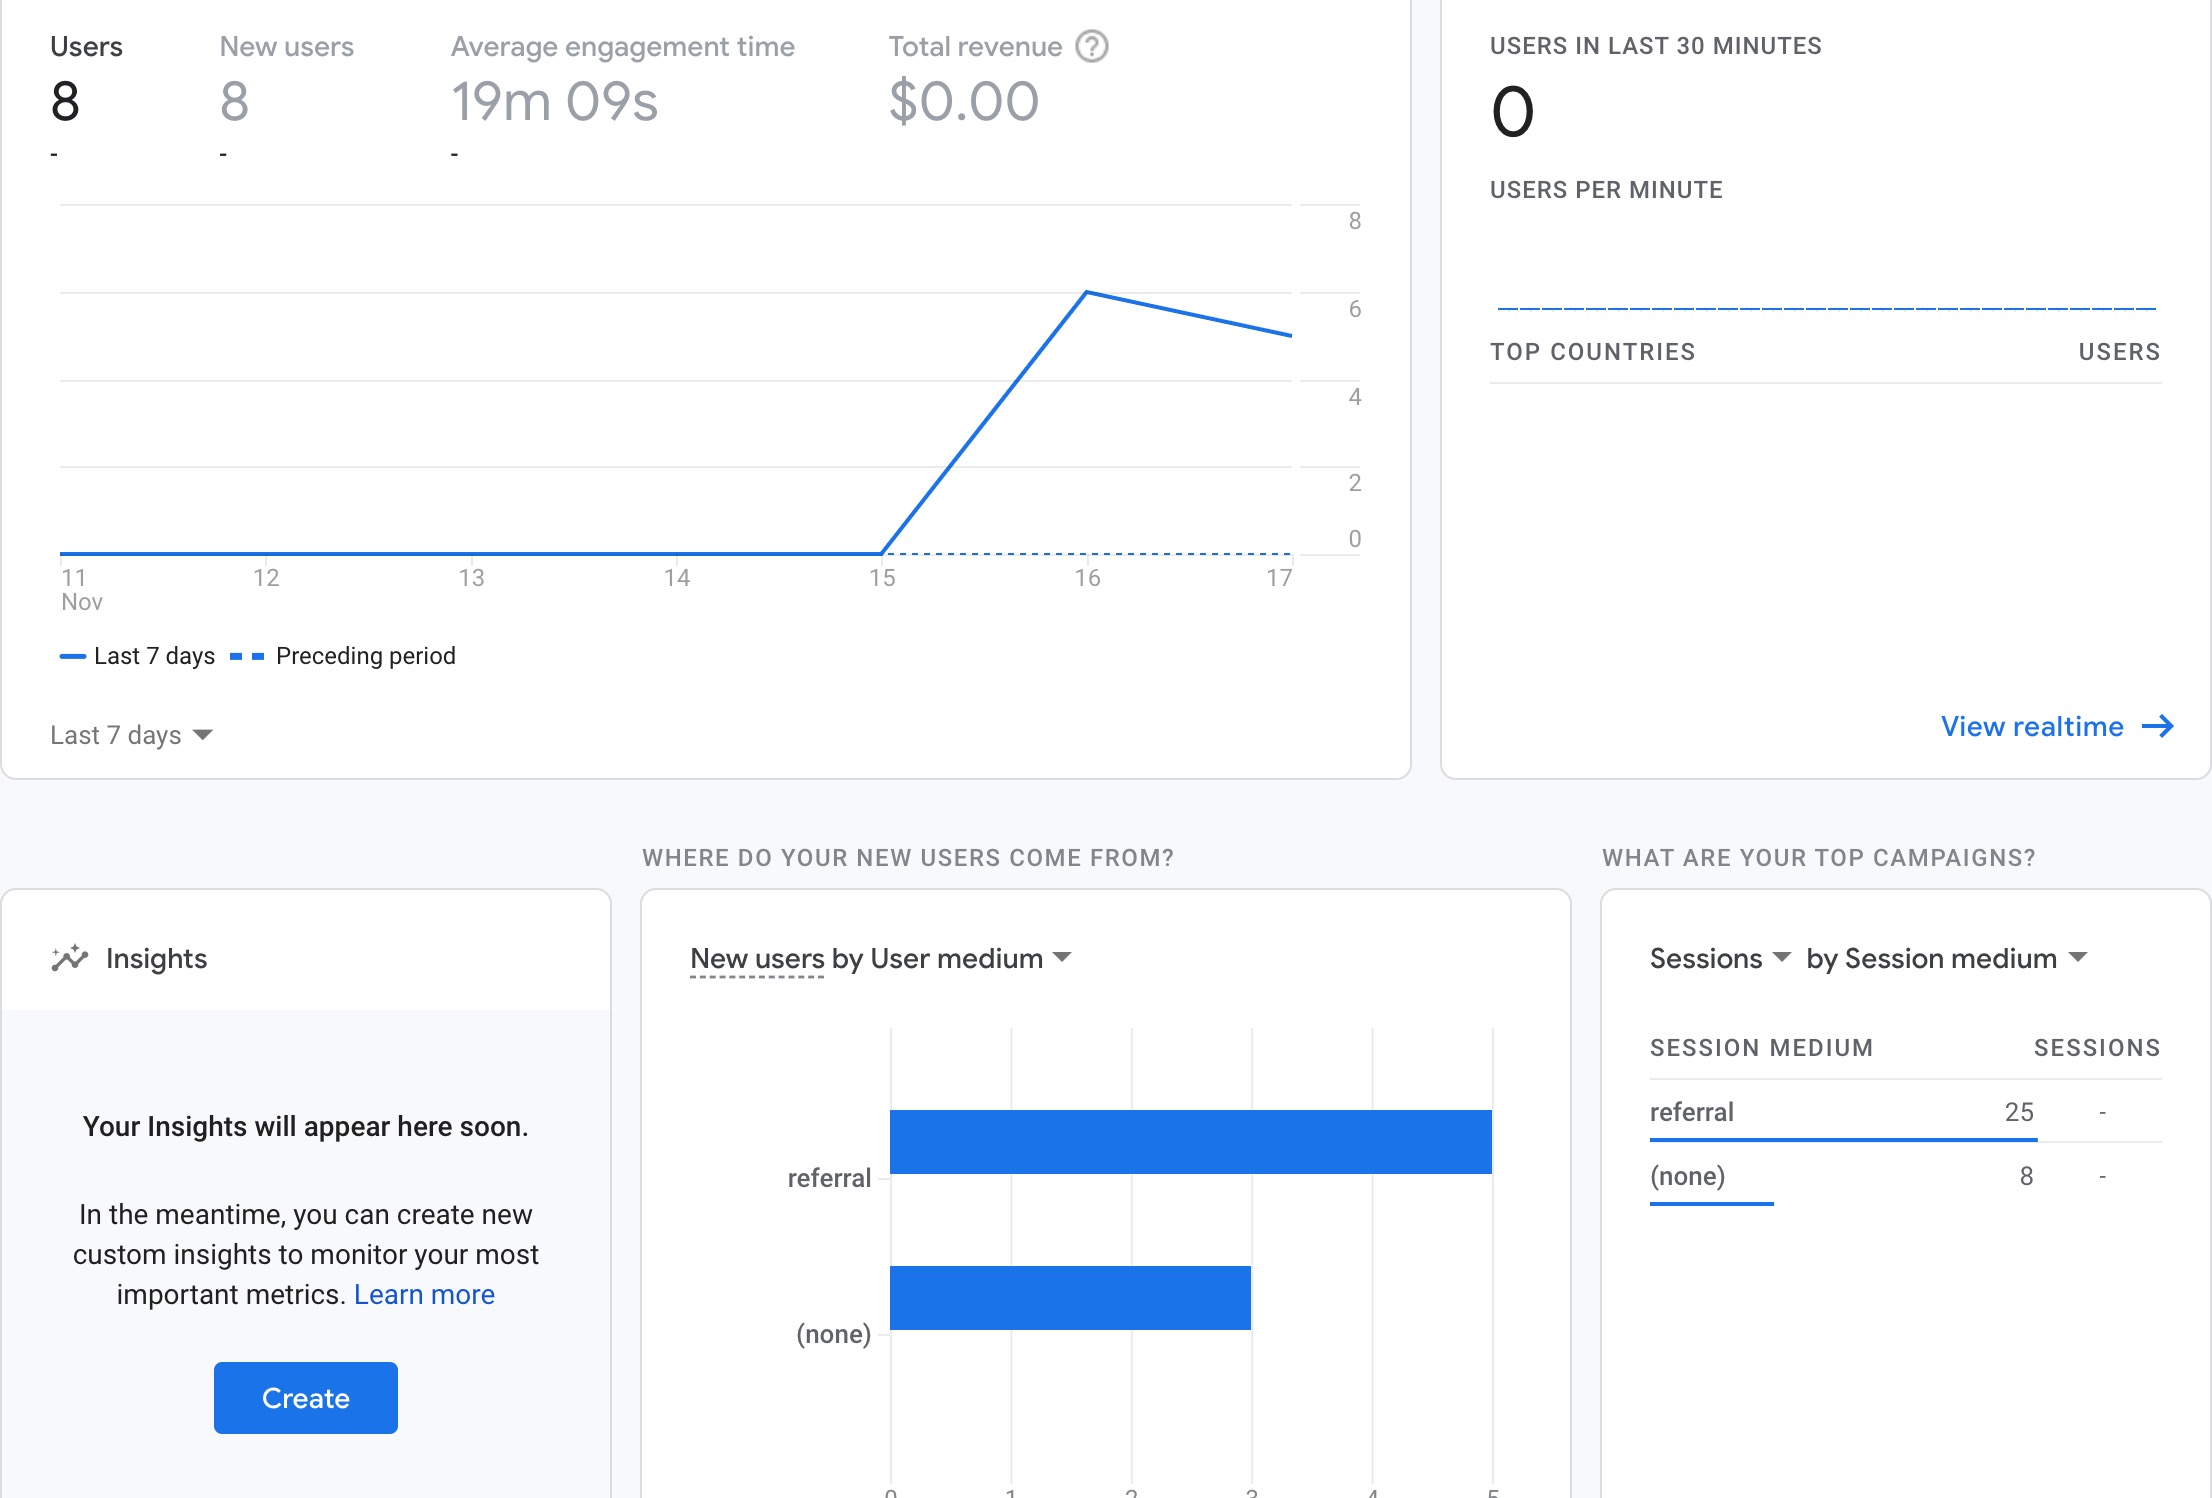 Users
8
-
New users
8
-
Average engagement time
19m 09s
-
Total revenue
$0.00
8
6
4
2
0
11
Nov
12
13
14
15
16
17
Last 7 days
Preceding period
Last 7 days
USERS IN LAST 30 MINUTES
0
USERS PER MINUTE
TOP COUNTRIES USERS
View realtime
Insights
Your Insights will appear here soon.
In the meantime, you can create new
custom insights to monitor your most
important metrics. Learn more
Create
WHERE DO YOUR NEW USERS COME FROM?
New users by User medium
referral
(none)
0 1 2 3 4 5
WHAT ARE YOUR TOP CAMPAIGNS?
Sessions by Session medium
SESSION MEDIUM SESSIONS
referral 25 -
(none) 8 -